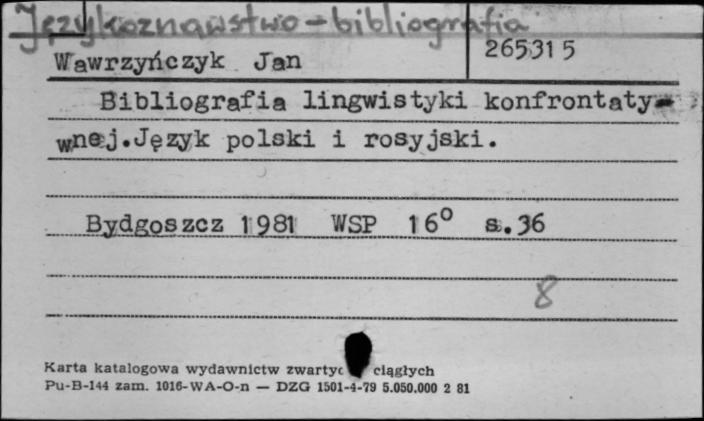 Językoznawstwo - bibliografia
265315
Wawrzyńczyk Jan
Bibliografia lingwistyki konfrontaty-
wnej.Język polski i rosyjski.
Bydgoszcz 1981 WSP 16° s.36
8
Karta katalogowa wydawnictw zwartyc ciągłych
Pu-B-144 zam. 1016-WA-O-n — DZG 1501-4-79 5.050.000 2 81